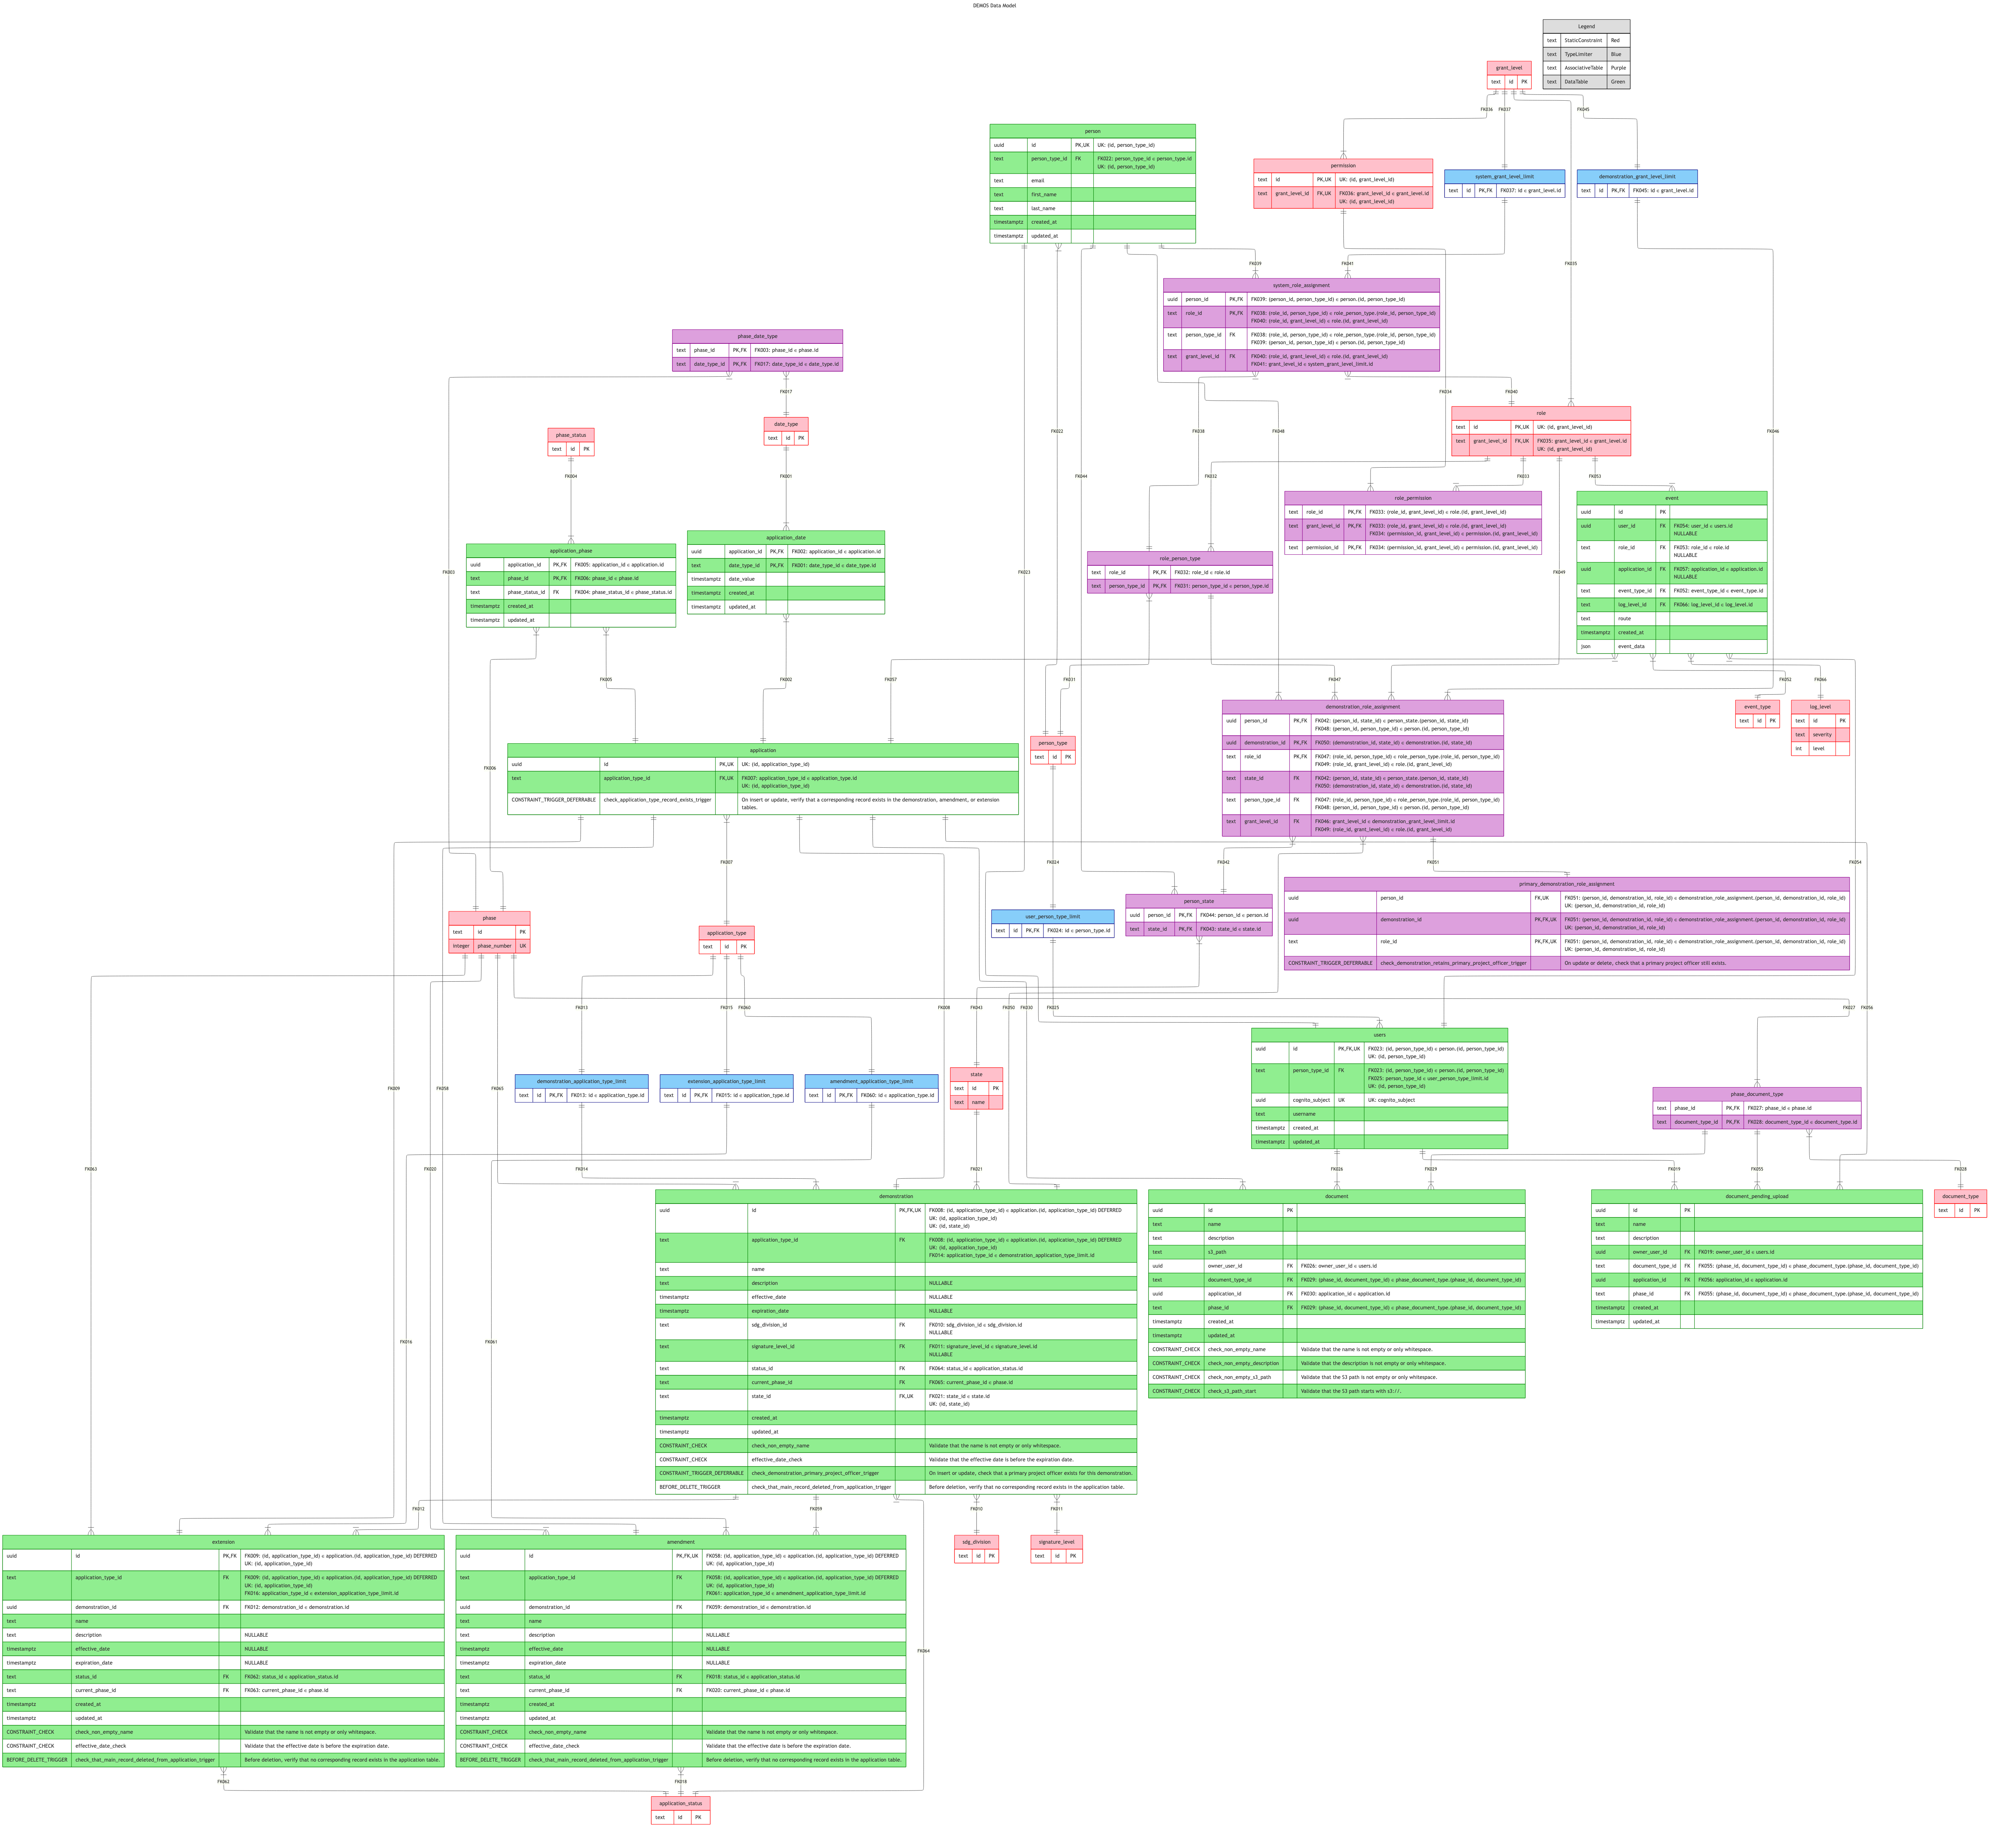 DEMOS Data Model
Legend
text StaticConstraint Red
text TypeLimiter Blue
text AssociativeTable Purple
text DataTable Green
grant_level
text id PK
FK036
FK037
FK045
person
uuid id PK,UK UK: (id, person_type_id)
text person_type_id FK FK022: person_type_id ∈ person_type.id
UK: (id, person_type_id)
text email
text first_name
text last_name
timestamptz created_at
timestamptz updated_at
permission
text id PK,UK UK: (id, grant_level_id)
text grant_level_id FK,UK FK036: grant_level_id ∈ grant_level.id
UK: (id, grant_level_id)
system_grant_level_limit
text id PK,FK FK037: id ∈ grant_level.id
demonstration_grant_level_limit
text id PK,FK FK045: id ∈ grant_level.id
FK039
FK041
FK035
system_role_assignment
uuid person_id PK,FK FK039: (person_id, person_type_id) ∈ person.(id, person_type_id)
text role_id PK,FK FK038: (role_id, person_type_id) ∈ role_person_type.(role_id, person_type_id)
FK040: (role_id, grant_level_id) ∈ role.(id, grant_level_id)
text person_type_id FK FK038: (role_id, person_type_id) ∈ role_person_type.(role_id, person_type_id)
FK039: (person_id, person_type_id) ∈ person.(id, person_type_id)
text grant_level_id FK FK040: (role_id, grant_level_id) ∈ role.(id, grant_level_id)
FK041: grant_level_id ∈ system_grant_level_limit.id
phase_date_type
text phase_id PK,FK FK003: phase_id ∈ phase.id
text date_type_id PK,FK FK017: date_type_id ∈ date_type.id
FK017
FK034
FK040
phase_status
text id PK
date_type
text id PK
FK022
FK038
FK048
FK046
role
text id PK,UK UK: (id, grant_level_id)
text grant_level_id FK,UK FK035: grant_level_id ∈ grant_level.id
UK: (id, grant_level_id)
FK004
FK001
FK032
FK033
FK053
role_permission
text role_id PK,FK FK033: (role_id, grant_level_id) ∈ role.(id, grant_level_id)
text grant_level_id PK,FK FK033: (role_id, grant_level_id) ∈ role.(id, grant_level_id)
FK034: (permission_id, grant_level_id) ∈ permission.(id, grant_level_id)
text permission_id PK,FK FK034: (permission_id, grant_level_id) ∈ permission.(id, grant_level_id)
event
uuid id PK
uuid user_id FK FK054: user_id ∈ users.id
NULLABLE
text role_id FK FK053: role_id ∈ role.id
NULLABLE
uuid application_id FK FK057: application_id ∈ application.id
NULLABLE
text event_type_id FK FK052: event_type_id ∈ event_type.id
text log_level_id FK FK066: log_level_id ∈ log_level.id
text route
timestamptz created_at
json event_data
application_phase
uuid application_id PK,FK FK005: application_id ∈ application.id
text phase_id PK,FK FK006: phase_id ∈ phase.id
text phase_status_id FK FK004: phase_status_id ∈ phase_status.id
timestamptz created_at
timestamptz updated_at
application_date
uuid application_id PK,FK FK002: application_id ∈ application.id
text date_type_id PK,FK FK001: date_type_id ∈ date_type.id
timestamptz date_value
timestamptz created_at
timestamptz updated_at
FK003
FK023
FK044
FK049
role_person_type
text role_id PK,FK FK032: role_id ∈ role.id
text person_type_id PK,FK FK031: person_type_id ∈ person_type.id
FK005
FK002
FK057
FK031
FK047
FK052
FK066
demonstration_role_assignment
uuid person_id PK,FK FK042: (person_id, state_id) ∈ person_state.(person_id, state_id)
FK048: (person_id, person_type_id) ∈ person.(id, person_type_id)
uuid demonstration_id PK,FK FK050: (demonstration_id, state_id) ∈ demonstration.(id, state_id)
text role_id PK,FK FK047: (role_id, person_type_id) ∈ role_person_type.(role_id, person_type_id)
FK049: (role_id, grant_level_id) ∈ role.(id, grant_level_id)
text state_id FK FK042: (person_id, state_id) ∈ person_state.(person_id, state_id)
FK050: (demonstration_id, state_id) ∈ demonstration.(id, state_id)
text person_type_id FK FK047: (role_id, person_type_id) ∈ role_person_type.(role_id, person_type_id)
FK048: (person_id, person_type_id) ∈ person.(id, person_type_id)
text grant_level_id FK FK046: grant_level_id ∈ demonstration_grant_level_limit.id
FK049: (role_id, grant_level_id) ∈ role.(id, grant_level_id)
event_type
text id PK
log_level
text id PK
text severity
int level
application
uuid id PK,UK UK: (id, application_type_id)
text application_type_id FK,UK FK007: application_type_id ∈ application_type.id
UK: (id, application_type_id)
CONSTRAINT_TRIGGER_DEFERRABLE check_application_type_record_exists_trigger On insert or update, verify that a corresponding record exists in the demonstration, amendment, or extension
tables.
person_type
text id PK
FK006
FK007
FK024
FK042
FK051
FK054
person_state
uuid person_id PK,FK FK044: person_id ∈ person.id
text state_id PK,FK FK043: state_id ∈ state.id
primary_demonstration_role_assignment
uuid person_id FK,UK FK051: (person_id, demonstration_id, role_id) ∈ demonstration_role_assignment.(person_id, demonstration_id, role_id)
UK: (person_id, demonstration_id, role_id)
uuid demonstration_id PK,FK,UK FK051: (person_id, demonstration_id, role_id) ∈ demonstration_role_assignment.(person_id, demonstration_id, role_id)
UK: (person_id, demonstration_id, role_id)
text role_id PK,FK,UK FK051: (person_id, demonstration_id, role_id) ∈ demonstration_role_assignment.(person_id, demonstration_id, role_id)
UK: (person_id, demonstration_id, role_id)
CONSTRAINT_TRIGGER_DEFERRABLE check_demonstration_retains_primary_project_officer_trigger On update or delete, check that a primary project officer still exists.
phase
text id PK
integer phase_number UK
application_type
text id PK
user_person_type_limit
text id PK,FK FK024: id ∈ person_type.id
FK013
FK015
FK060
FK008
FK043
FK050
FK030
FK025
FK027
FK056
users
uuid id PK,FK,UK FK023: (id, person_type_id) ∈ person.(id, person_type_id)
UK: (id, person_type_id)
text person_type_id FK FK023: (id, person_type_id) ∈ person.(id, person_type_id)
FK025: person_type_id ∈ user_person_type_limit.id
UK: (id, person_type_id)
uuid cognito_subject UK UK: cognito_subject
text username
timestamptz created_at
timestamptz updated_at
FK009
FK058
FK065
demonstration_application_type_limit
text id PK,FK FK013: id ∈ application_type.id
extension_application_type_limit
text id PK,FK FK015: id ∈ application_type.id
amendment_application_type_limit
text id PK,FK FK060: id ∈ application_type.id
state
text id PK
text name
phase_document_type
text phase_id PK,FK FK027: phase_id ∈ phase.id
text document_type_id PK,FK FK028: document_type_id ∈ document_type.id
FK063
FK020
FK014
FK021
FK026
FK029
FK019
FK055
FK028
demonstration
uuid id PK,FK,UK FK008: (id, application_type_id) ∈ application.(id, application_type_id) DEFERRED
UK: (id, application_type_id)
UK: (id, state_id)
text application_type_id FK FK008: (id, application_type_id) ∈ application.(id, application_type_id) DEFERRED
UK: (id, application_type_id)
FK014: application_type_id ∈ demonstration_application_type_limit.id
text name
text description NULLABLE
timestamptz effective_date NULLABLE
timestamptz expiration_date NULLABLE
text sdg_division_id FK FK010: sdg_division_id ∈ sdg_division.id
NULLABLE
text signature_level_id FK FK011: signature_level_id ∈ signature_level.id
NULLABLE
text status_id FK FK064: status_id ∈ application_status.id
text current_phase_id FK FK065: current_phase_id ∈ phase.id
text state_id FK,UK FK021: state_id ∈ state.id
UK: (id, state_id)
timestamptz created_at
timestamptz updated_at
CONSTRAINT_CHECK check_non_empty_name Validate that the name is not empty or only whitespace.
CONSTRAINT_CHECK effective_date_check Validate that the effective date is before the expiration date.
CONSTRAINT_TRIGGER_DEFERRABLE check_demonstration_primary_project_officer_trigger On insert or update, check that a primary project officer exists for this demonstration.
BEFORE_DELETE_TRIGGER check_that_main_record_deleted_from_application_trigger Before deletion, verify that no corresponding record exists in the application table.
document
uuid id PK
text name
text description
text s3_path
uuid owner_user_id FK FK026: owner_user_id ∈ users.id
text document_type_id FK FK029: (phase_id, document_type_id) ∈ phase_document_type.(phase_id, document_type_id)
uuid application_id FK FK030: application_id ∈ application.id
text phase_id FK FK029: (phase_id, document_type_id) ∈ phase_document_type.(phase_id, document_type_id)
timestamptz created_at
timestamptz updated_at
CONSTRAINT_CHECK check_non_empty_name Validate that the name is not empty or only whitespace.
CONSTRAINT_CHECK check_non_empty_description Validate that the description is not empty or only whitespace.
CONSTRAINT_CHECK check_non_empty_s3_path Validate that the S3 path is not empty or only whitespace.
CONSTRAINT_CHECK check_s3_path_start Validate that the S3 path starts with s3://.
document_pending_upload
uuid id PK
text name
text description
uuid owner_user_id FK FK019: owner_user_id ∈ users.id
text document_type_id FK FK055: (phase_id, document_type_id) ∈ phase_document_type.(phase_id, document_type_id)
uuid application_id FK FK056: application_id ∈ application.id
text phase_id FK FK055: (phase_id, document_type_id) ∈ phase_document_type.(phase_id, document_type_id)
timestamptz created_at
timestamptz updated_at
document_type
text id PK
FK016
FK061
FK012
FK059
FK010
FK011
extension
uuid id PK,FK FK009: (id, application_type_id) ∈ application.(id, application_type_id) DEFERRED
UK: (id, application_type_id)
text application_type_id FK FK009: (id, application_type_id) ∈ application.(id, application_type_id) DEFERRED
UK: (id, application_type_id)
FK016: application_type_id ∈ extension_application_type_limit.id
uuid demonstration_id FK FK012: demonstration_id ∈ demonstration.id
text name
text description NULLABLE
timestamptz effective_date NULLABLE
timestamptz expiration_date NULLABLE
text status_id FK FK062: status_id ∈ application_status.id
text current_phase_id FK FK063: current_phase_id ∈ phase.id
timestamptz created_at
timestamptz updated_at
CONSTRAINT_CHECK check_non_empty_name Validate that the name is not empty or only whitespace.
CONSTRAINT_CHECK effective_date_check Validate that the effective date is before the expiration date.
BEFORE_DELETE_TRIGGER check_that_main_record_deleted_from_application_trigger Before deletion, verify that no corresponding record exists in the application table.
amendment
uuid id PK,FK,UK FK058: (id, application_type_id) ∈ application.(id, application_type_id) DEFERRED
UK: (id, application_type_id)
text application_type_id FK FK058: (id, application_type_id) ∈ application.(id, application_type_id) DEFERRED
UK: (id, application_type_id)
FK061: application_type_id ∈ amendment_application_type_limit.id
uuid demonstration_id FK FK059: demonstration_id ∈ demonstration.id
text name
text description NULLABLE
timestamptz effective_date NULLABLE
timestamptz expiration_date NULLABLE
text status_id FK FK018: status_id ∈ application_status.id
text current_phase_id FK FK020: current_phase_id ∈ phase.id
timestamptz created_at
timestamptz updated_at
CONSTRAINT_CHECK check_non_empty_name Validate that the name is not empty or only whitespace.
CONSTRAINT_CHECK effective_date_check Validate that the effective date is before the expiration date.
BEFORE_DELETE_TRIGGER check_that_main_record_deleted_from_application_trigger Before deletion, verify that no corresponding record exists in the application table.
sdg_division
text id PK
signature_level
text id PK
FK064
FK062
FK018
application_status
text id PK